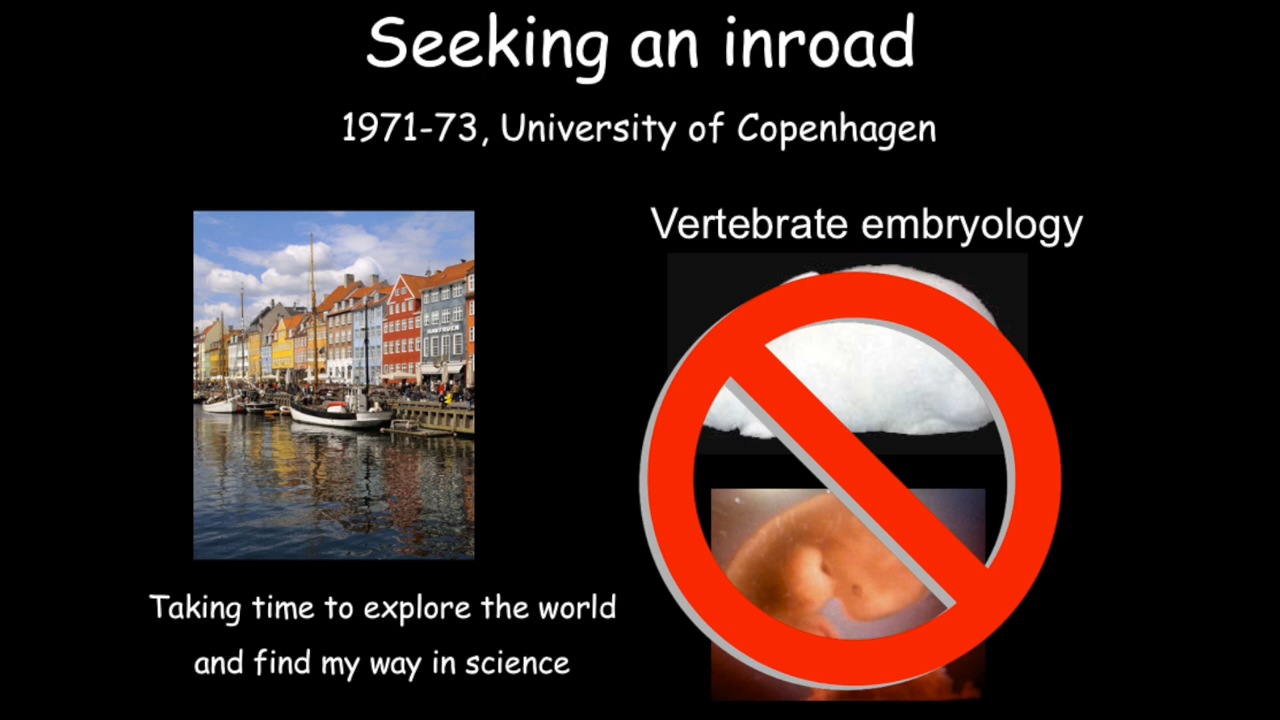 Seeking an inroad
1971-73, University of Copenhagen
Vertebrate embryology
Taking time to explore the world
and find my way in science